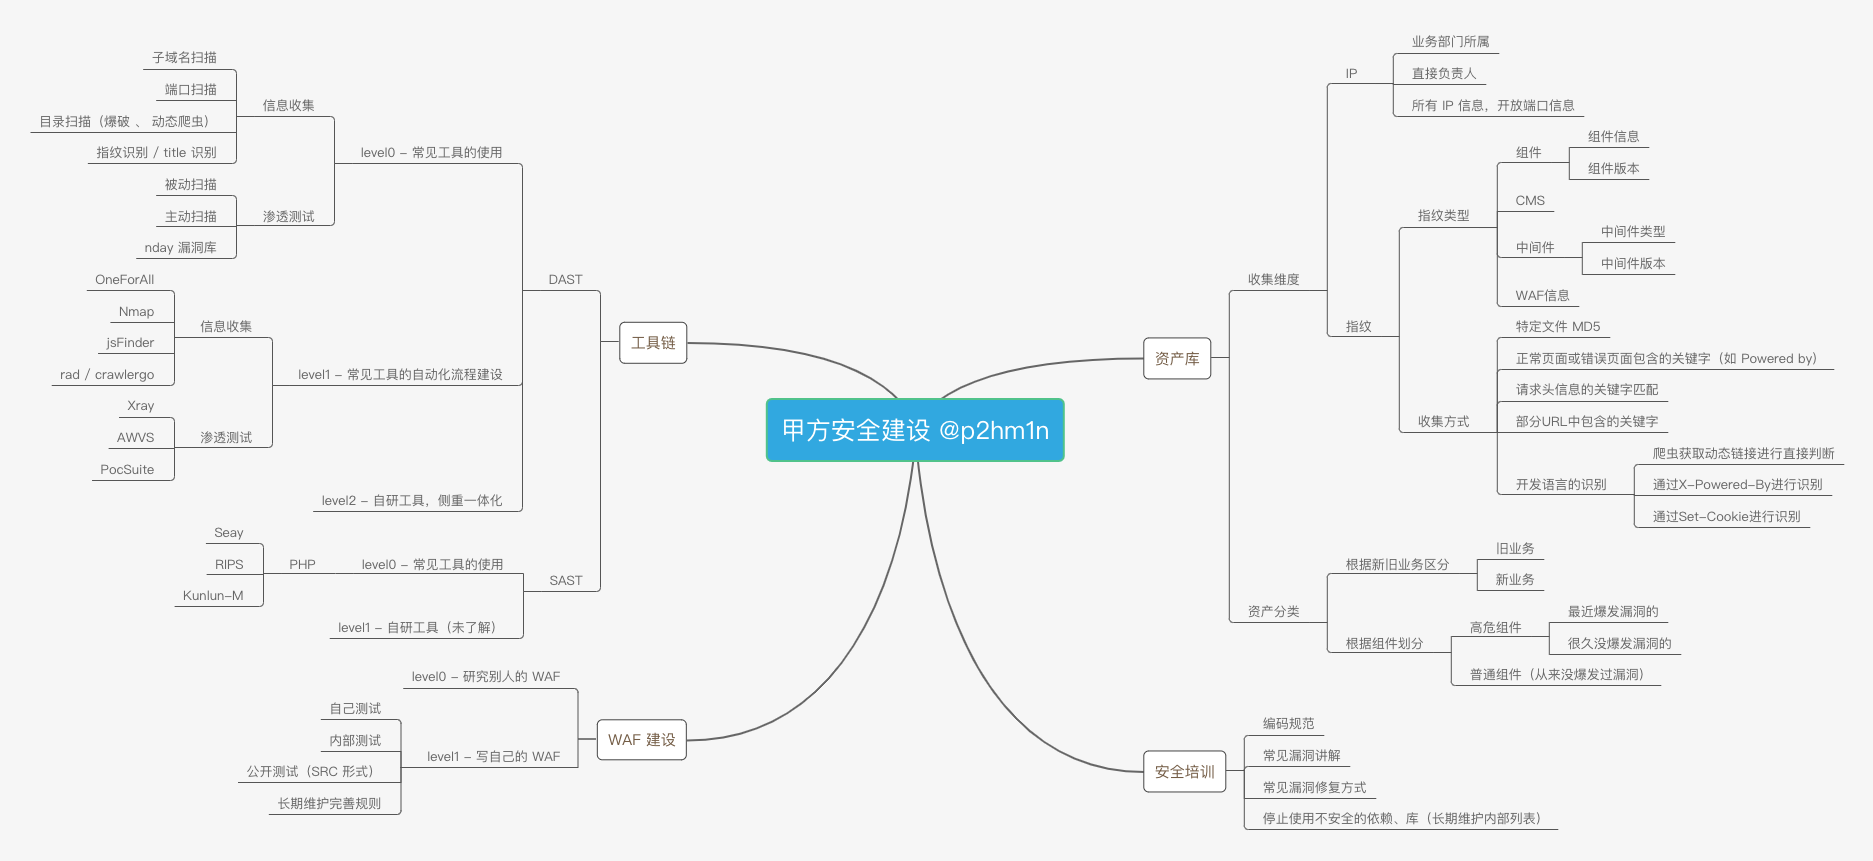 甲方安全建设 @p2hm1n
工具链
DAST
level0 - 常见工具的使用
信息收集
子域名扫描
端口扫描
目录扫描（爆破 、 动态爬虫）
指纹识别 / title 识别
渗透测试
被动扫描
主动扫描
nday 漏洞库
level1 - 常见工具的自动化流程建设
信息收集
OneForAll
Nmap
jsFinder
rad / crawlergo
渗透测试
Xray
AWVS
PocSuite
level2 - 自研工具，侧重一体化
SAST
level0 - 常见工具的使用
PHP
Seay
RIPS
Kunlun-M
level1 - 自研工具（未了解）
WAF 建设
level0 - 研究别人的 WAF
level1 - 写自己的 WAF
自己测试
内部测试
公开测试（SRC 形式）
长期维护完善规则
资产库
收集维度
IP
业务部门所属
直接负责人
所有 IP 信息，开放端口信息
指纹
指纹类型
组件
组件信息
组件版本
CMS
中间件
中间件类型
中间件版本
WAF信息
收集方式
特定文件 MD5
正常页面或错误页面包含的关键字（如 Powered by）
请求头信息的关键字匹配
部分URL中包含的关键字
开发语言的识别
爬虫获取动态链接进行直接判断
通过X-Powered-By进行识别
通过Set-Cookie进行识别
资产分类
根据新旧业务区分
旧业务
新业务
根据组件划分
高危组件
最近爆发漏洞的
很久没爆发漏洞的
普通组件（从来没爆发过漏洞）
安全培训
编码规范
常见漏洞讲解
常见漏洞修复方式
停止使用不安全的依赖、库（长期维护内部列表）